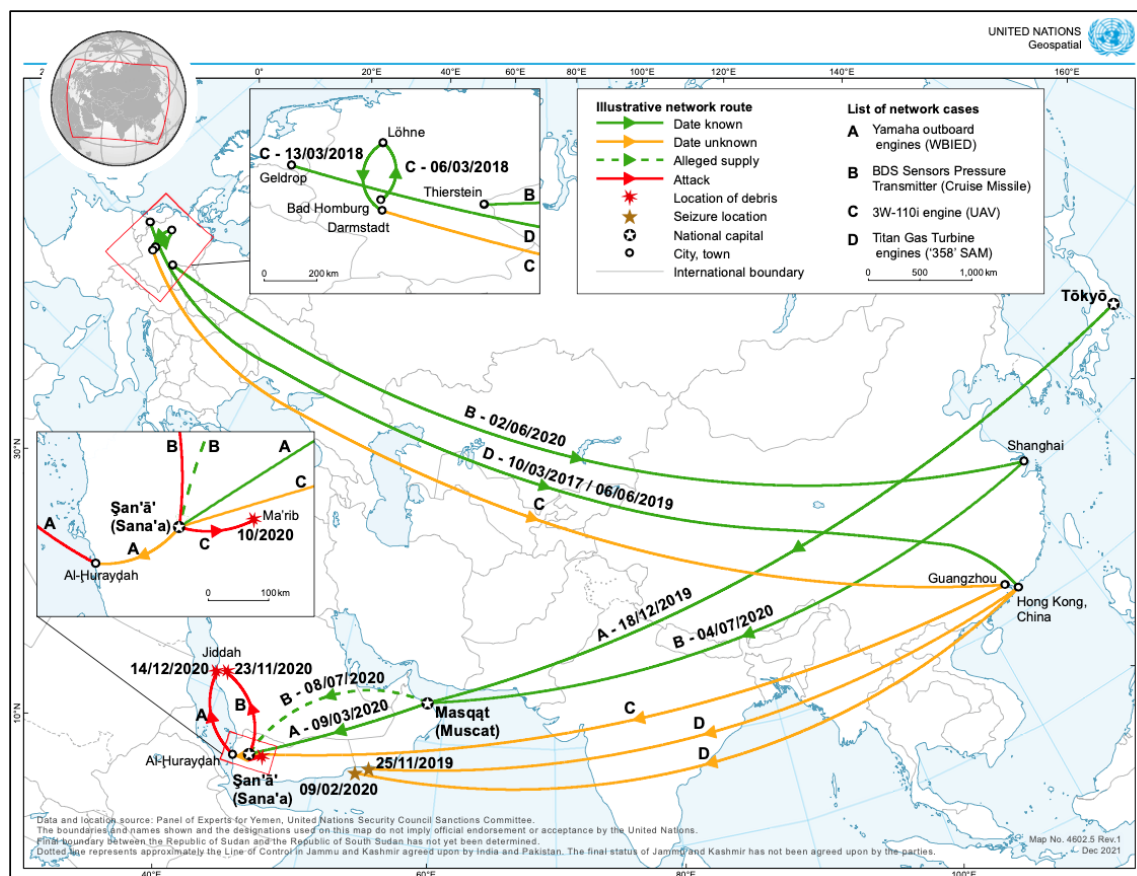 UNITED NATIONS
Geospatial
0°
20°E
40°E
60°E
80°E
100°E
120°E
140°E
160°E
Löhne
C - 13/03/2018
C - 06/03/2018
Geldrop
Thierstein
B
Bad Homburg
Darmstadt
D
C
0
200 km
Illustrative network route
Date known
Date unknown
Alleged supply
Attack
Location of debris
Seizure location
National capital
City, town
International boundary
List of network cases
A Yamaha outboard
engines (WBIED)
B BDS Sensors Pressure
Transmitter (Cruise Missile)
C 3W-110i engine (UAV)
D Titan Gas Turbine
engines ('358' SAM)
0 500 1,000 km
Tōkyō
B - 02/06/2020
Shanghai
D - 10/03/2017 / 06/06/2019
C
30°N
B
B
A
C
Şan'ā'
(Sana'a)
Ma'rib
10/2020
A
A
C
Al-Ḩurayḑah
0 100 km
Guangzhou
Hong Kong,
China
A - 18/12/2019
B - 04/07/2020
Jiddah
14/12/2020
23/11/2020
B - 08/07/2020
10°N
A
B
A - 09/03/2020
Masqaţ
(Muscat)
C
D
D
Al-Ḩurayḑah
Şan'ā'
(Sana'a)
25/11/2019
09/02/2020
Data and location source: Panel of Experts for Yemen, United Nations Security Council Sanctions Committee.
The boundaries and names shown and the designations used on this map do not imply official endorsement or acceptance by the United Nations.
Final boundary between the Republic of Sudan and the Republic of South Sudan has not yet been determined.
Dotted line represents approximately the Line of Control in Jammu and Kashmir agreed upon by India and Pakistan. The final status of Jammu and Kashmir has not been agreed upon by the parties.
Map No. 4602.5 Rev.1
Dec 2021
40°E
60°E
80°E
100°E